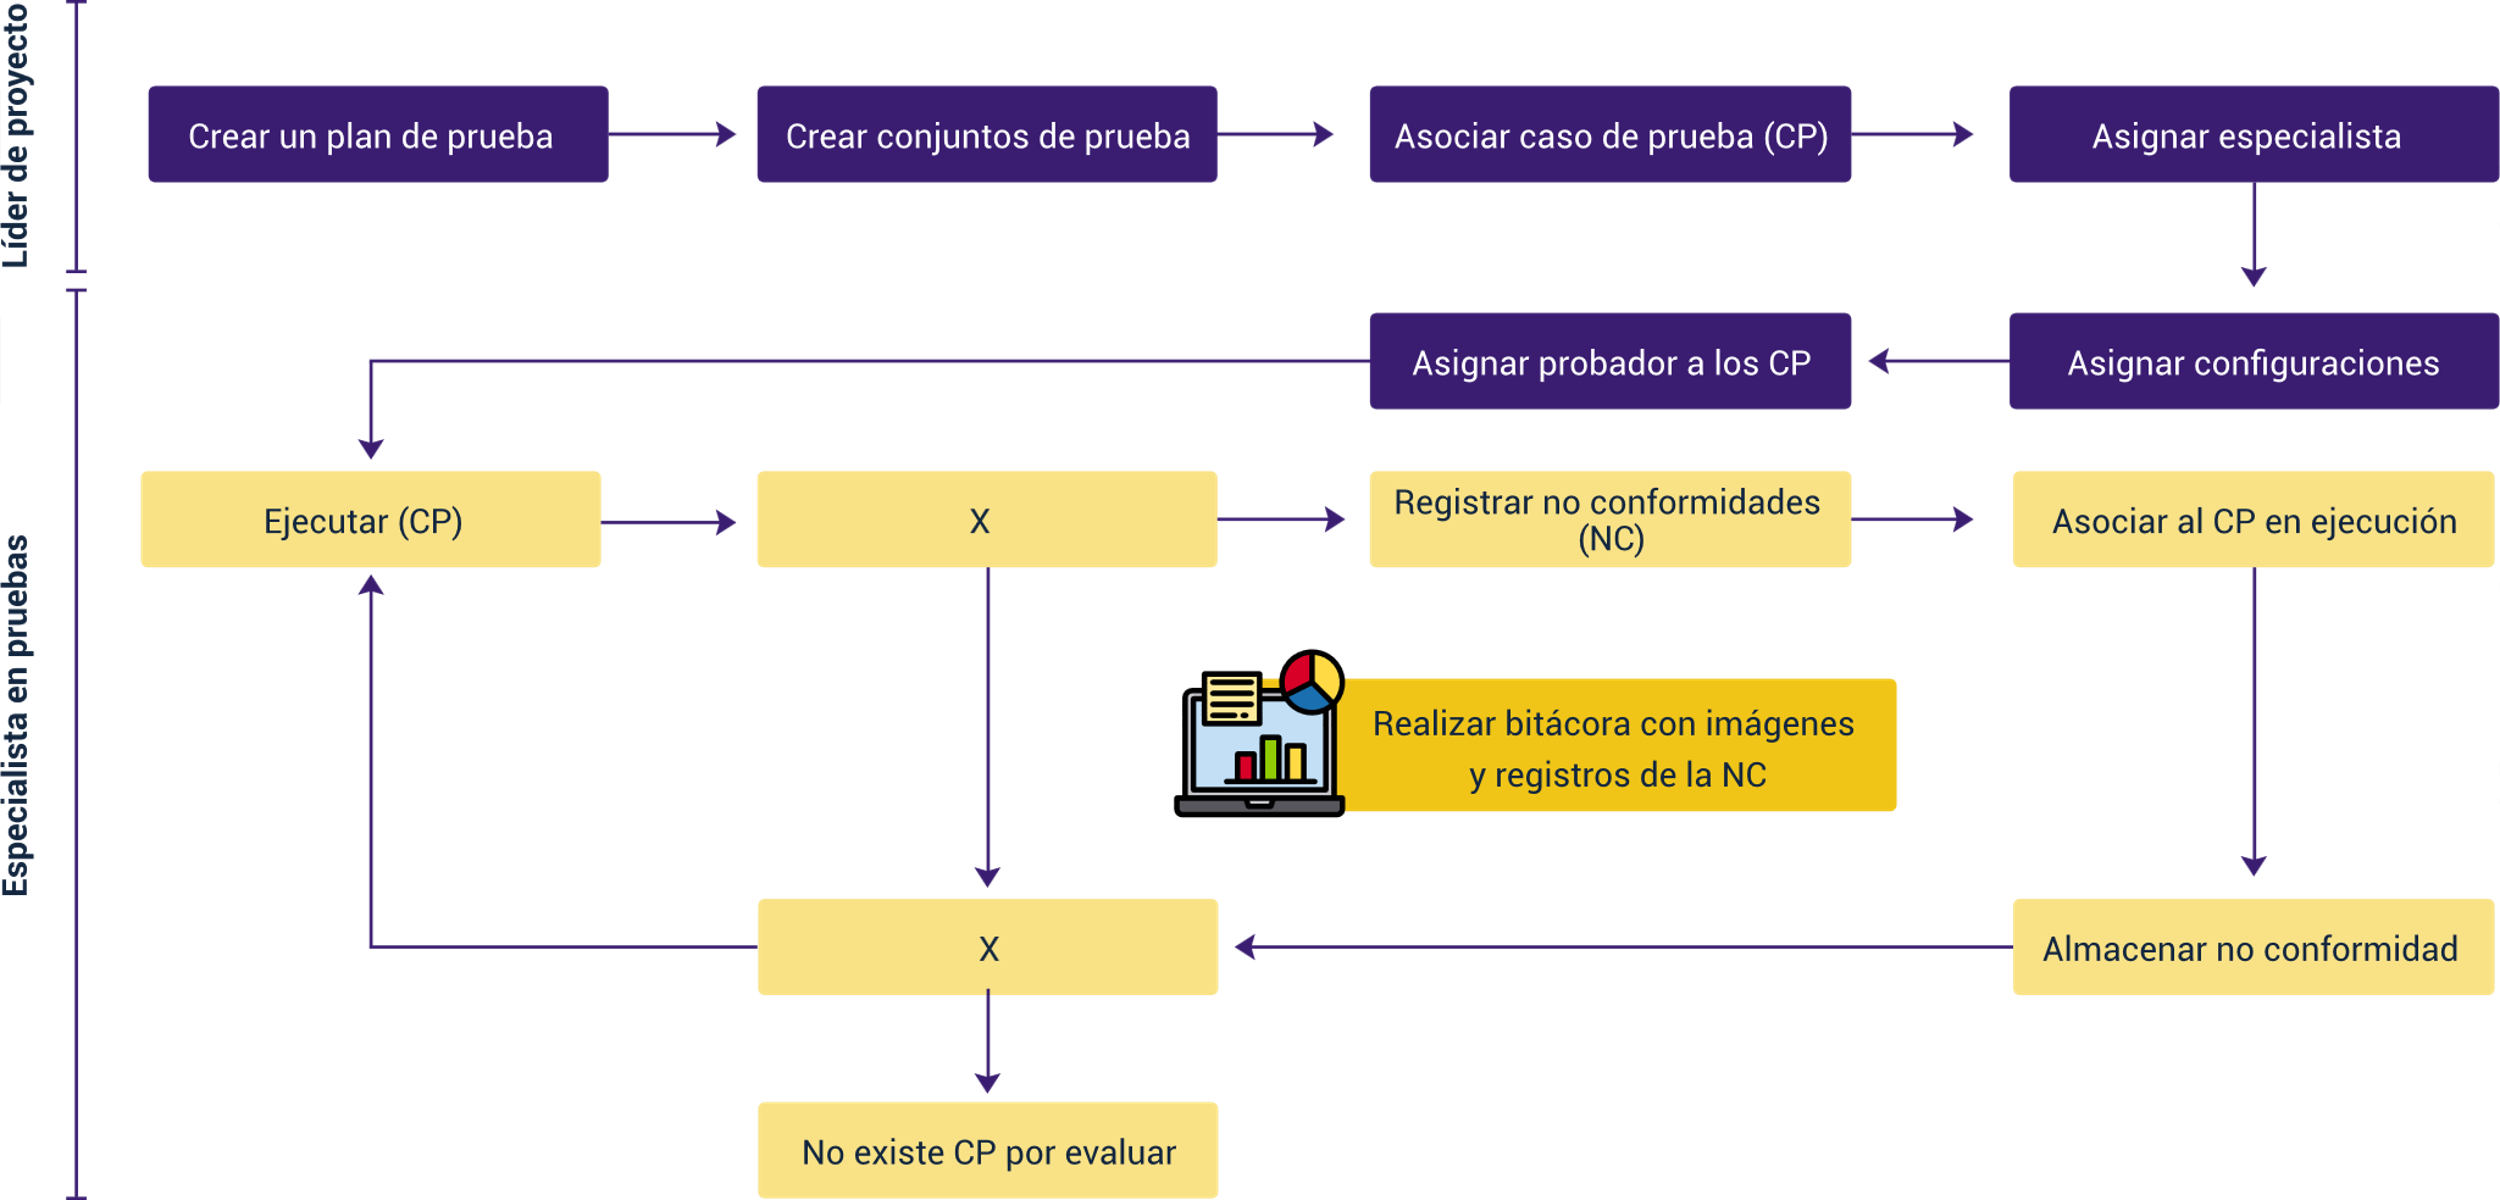 Líder de proyecto
Crear un plan de prueba
Crear conjuntos de prueba
Asociar caso de prueba (CP)
Asignar especialista
Especialista en pruebas
Asignar probador a los CP
Asignar configuraciones
Ejecutar (CP)
X
Registrar no conformidades
(NC)
Asociar al CP en ejecución
Realizar bitácora con imágenes
y registros de la NC
X
Almacenar no conformidad
No existe CP por evaluar